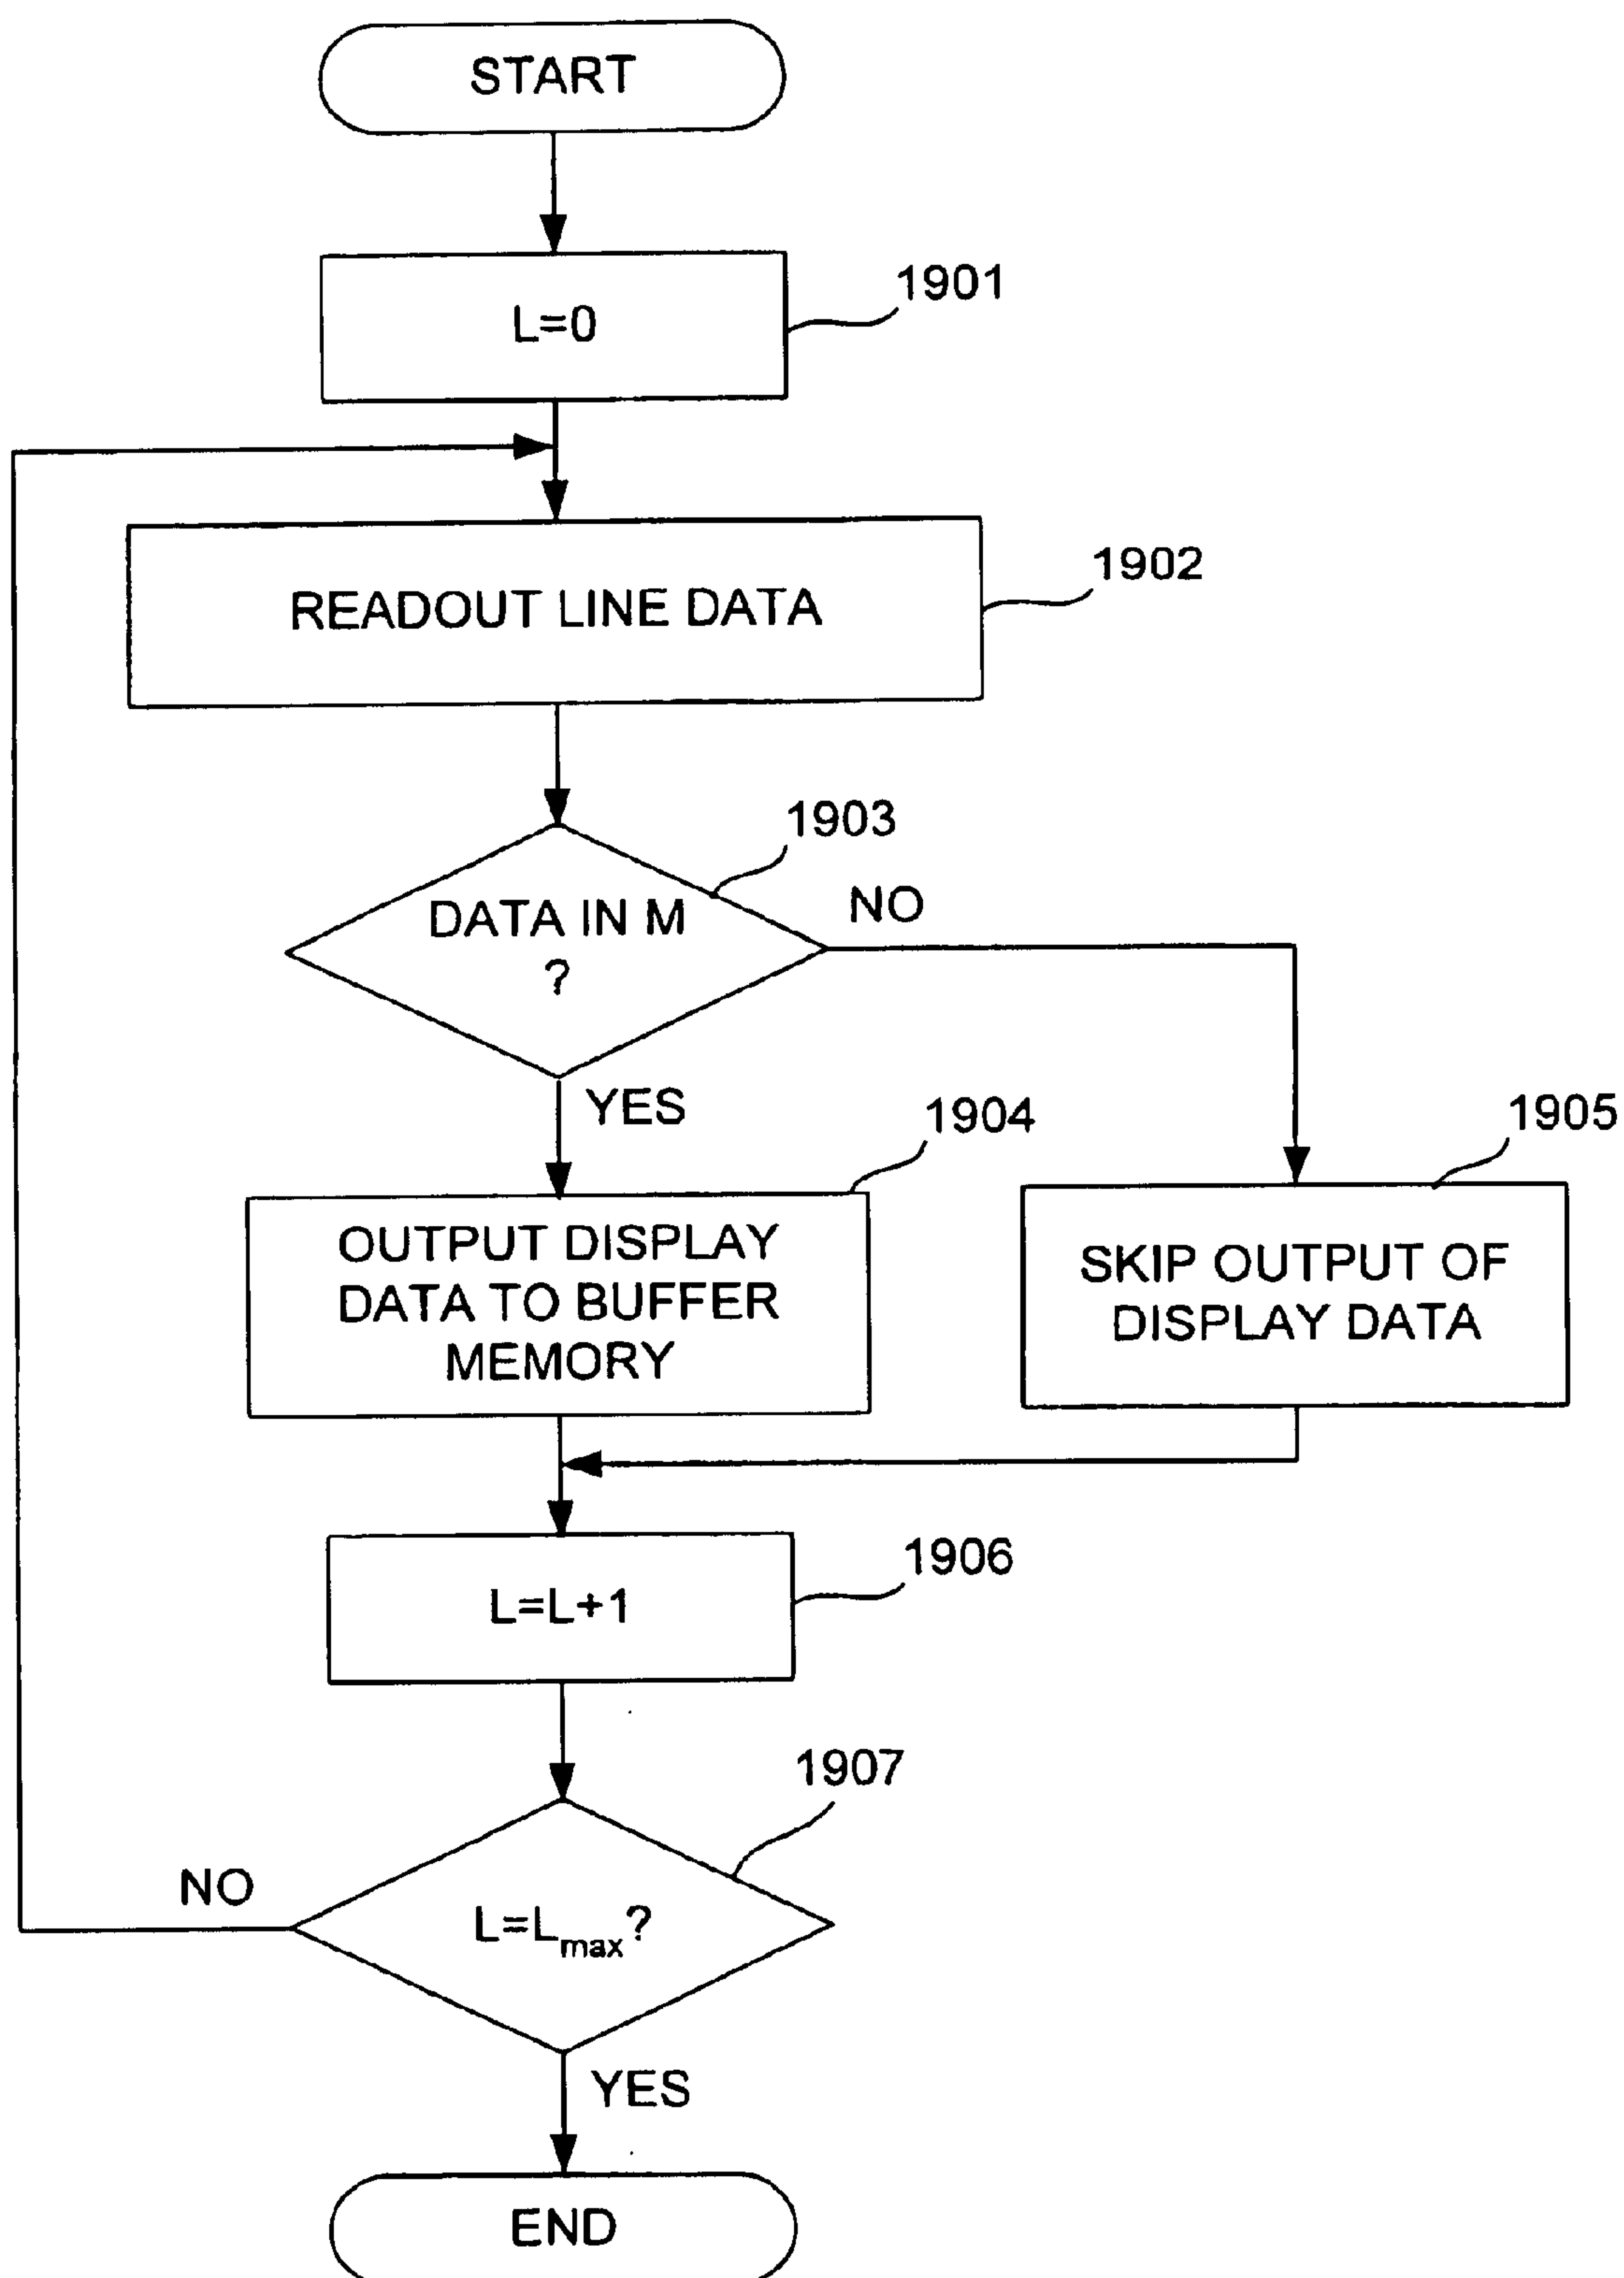 START
L=0
1901
READOUT LINE DATA
1902
1903
DATA IN M
?
NO
YES
1904
OUTPUT DISPLAY
DATA TO BUFFER
MEMORY
1905
SKIP OUTPUT OF
DISPLAY DATA
L=L+1
1906
1907
L=Lmax?
NO
YES
END